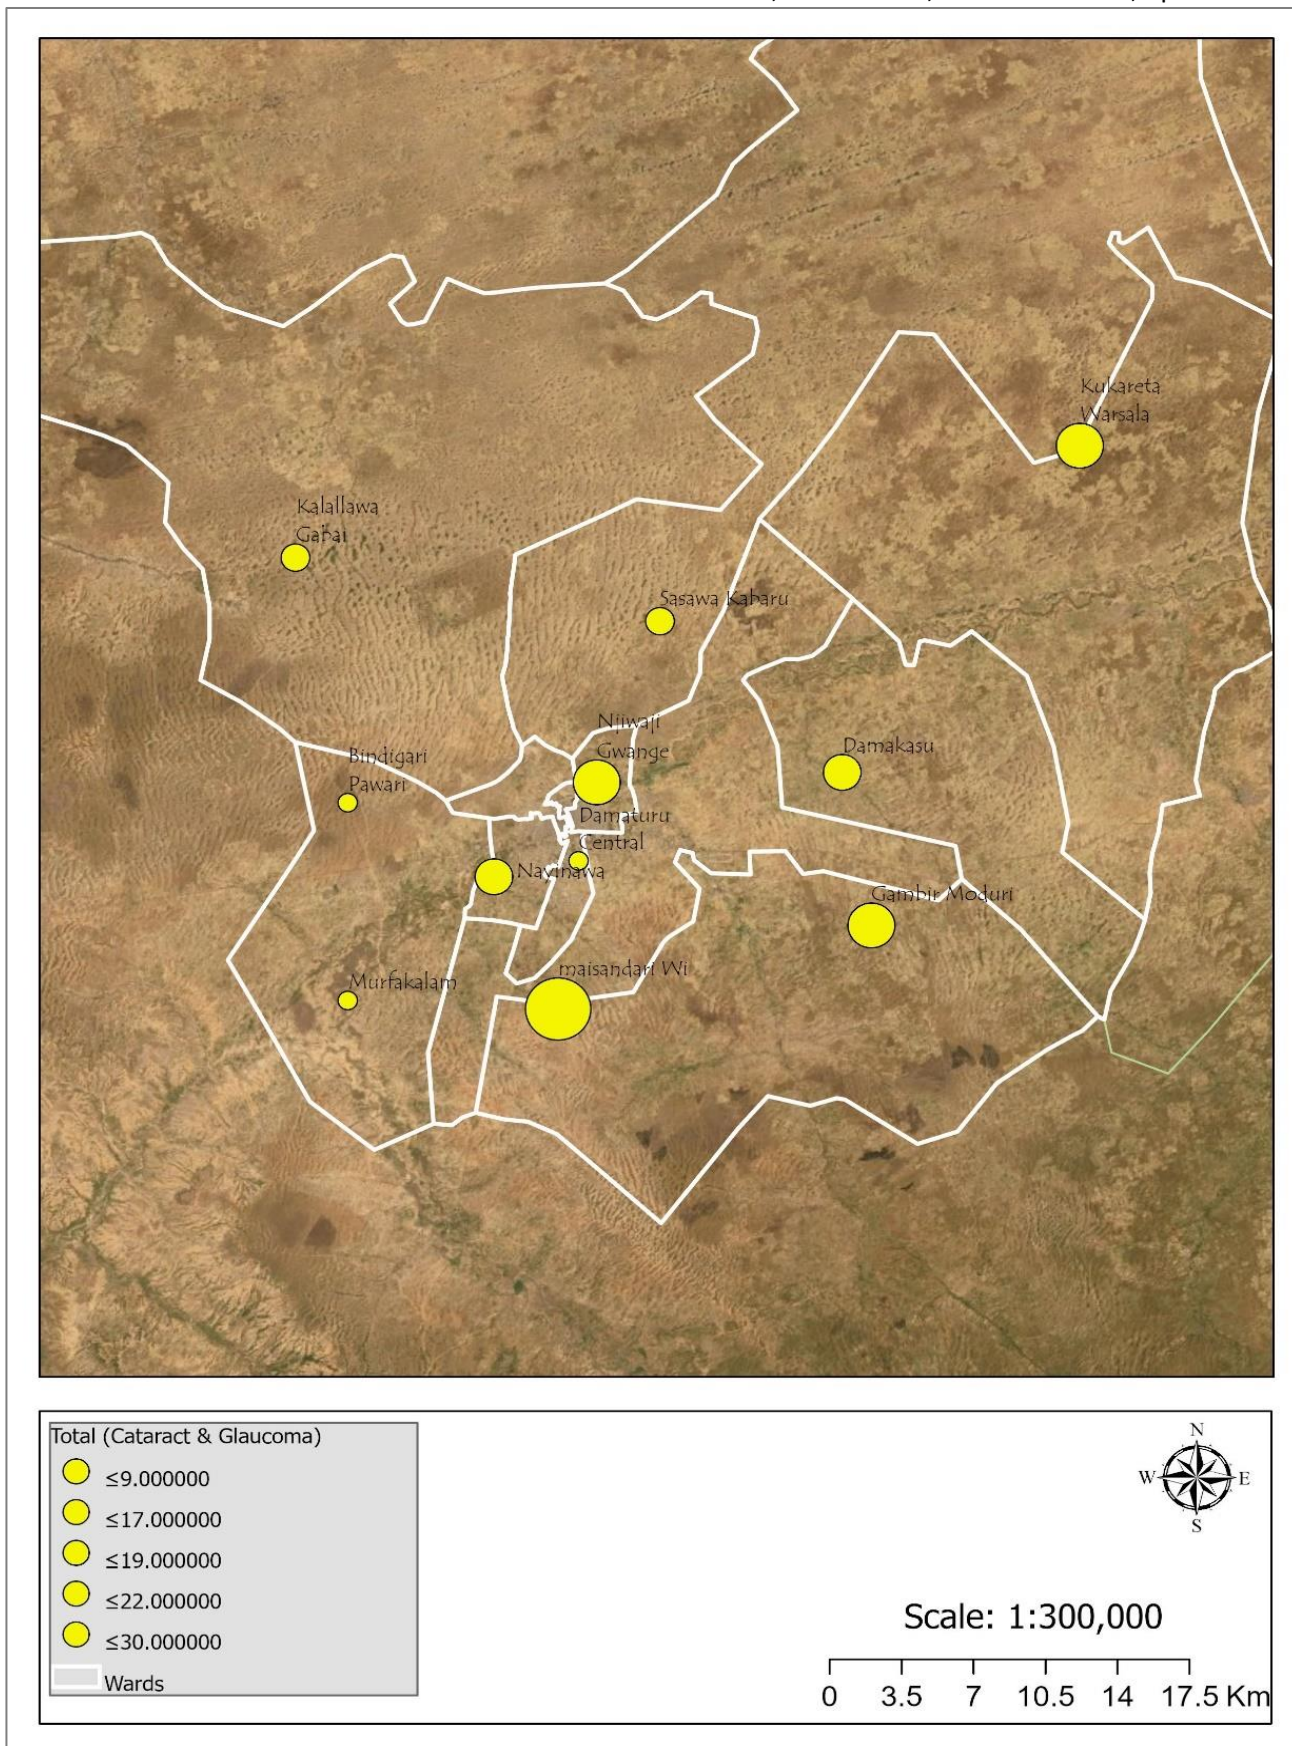 Kukareta
Warsala
Kalallawa
Gabai
Sasawa Kabaru
Njiwaji
Gwange
Damakasu
Bindigari
Pawari
Damaturu
Central
Nayinawa
Gambir Moduri
maisandari Wi
Murfakalam
Total (Cataract & Glaucoma)
≤9.000000
≤17.000000
≤19.000000
≤22.000000
≤30.000000
Wards
N
W E
S
Scale: 1:300,000
0 3.5 7 10.5 14 17.5 Km